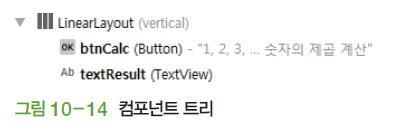 LinearLayout (vertical)
OK btnCalc (Button) - "1, 2, 3, ... 숫자의 제곱 계산"
Ab textResult (TextView)
그림 10-14 컴포넌트 트리